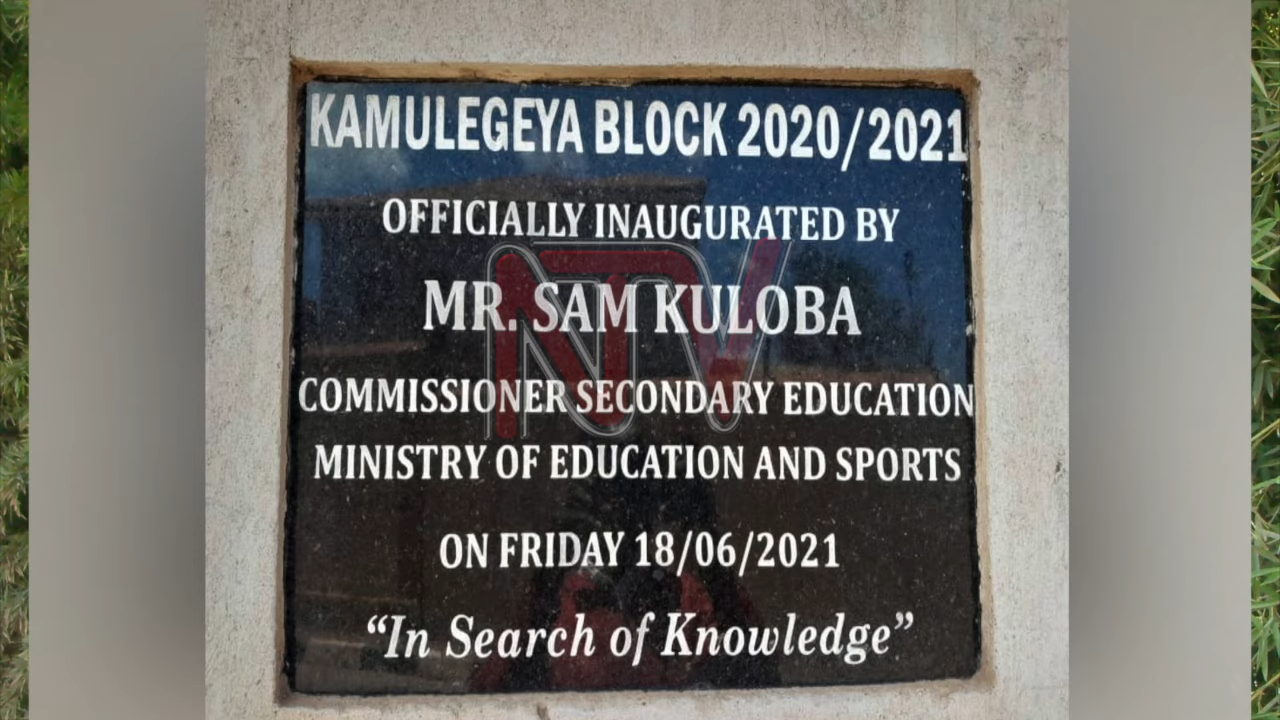 KAMULEGEYA BLOCK 2020/2021
OFFICIALLY INAUGURATED BY
MR. SAM KULOBA
NTV
COMMISSIONER SECONDARY EDUCATION
MINISTRY OF EDUCATION AND SPORTS
ON FRIDAY 18/06/2021
“In Search of Knowledge”